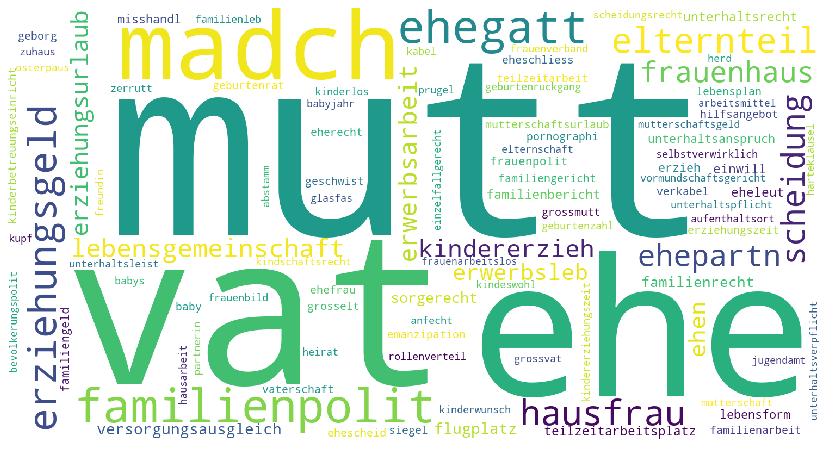 misshandl familienleb ehegatt scheidungsrecht unterhaltsrecht
geborg
zuhaus
osterpaus
madch
kabel
frauenverband
eheschliess
elternteil
herd
erziehungsurlaub
zerrutt
geburtenrat
kinderlos
babyjahr
prugel
teilzeitarbeit
geburtenruckgang
frauenhaus
lebensplan
arbeitsmittel
hilfsangebot
mutt
kinderbetreuungseinricht
erziehungsgeld
freundin
eherecht
geschwist
glasfas
abstamm
erwerbsarbeit
einzelfallgerecht
mutterschaftsurlaub
pornographi
elternschaft
frauenpolit
familiengericht
familienbericht
grossmutt
geburtenzahl
mutterschaftsgeld
unterhaltsanspruch
selbstverwirklich
erzieh
einwill
vormundschaftsgericht
verkabel
eheleut
unterhaltspflicht
aufenthaltsort
erziehungszeit
scheidung
harteklausel
kupf
lebensgemeinschaft
unterhaltsleist
kindschaftsrecht
kindererzieh
frauenarbeitslos
erwerbsleb
kindeswohl
ehepartn
familienrecht
bevolkerungspolit
familiengeld
vat
babys
baby
frauenbild
ehefrau
grosselt
sorgerecht
anfecht
emanzipation
hausarbeit
partnerin
heirat
rollenverteil
ehe
grossvat
kindererziehungszeit
ehen
jugendamt
unterhaltsverpflicht
familienpolit
vaterschaft
kinderwunsch
hausfrau
mutterschaft
lebensform
versorgungsausgleich
ehescheid
siegel
flugplatz
teilzeitarbeitsplatz
familienarbeit